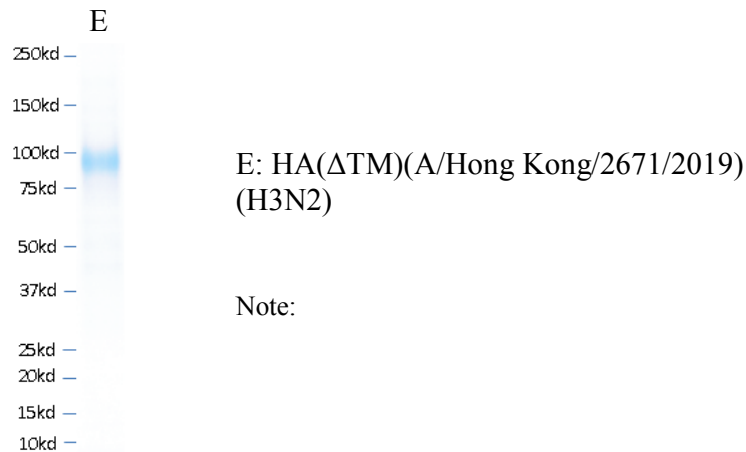 E
250kd
150kd
100kd
75kd
50kd
37kd
25kd
20kd
15kd
10kd
E: HA(ΔTM)(A/Hong Kong/2671/2019)
(H3N2)
Note: